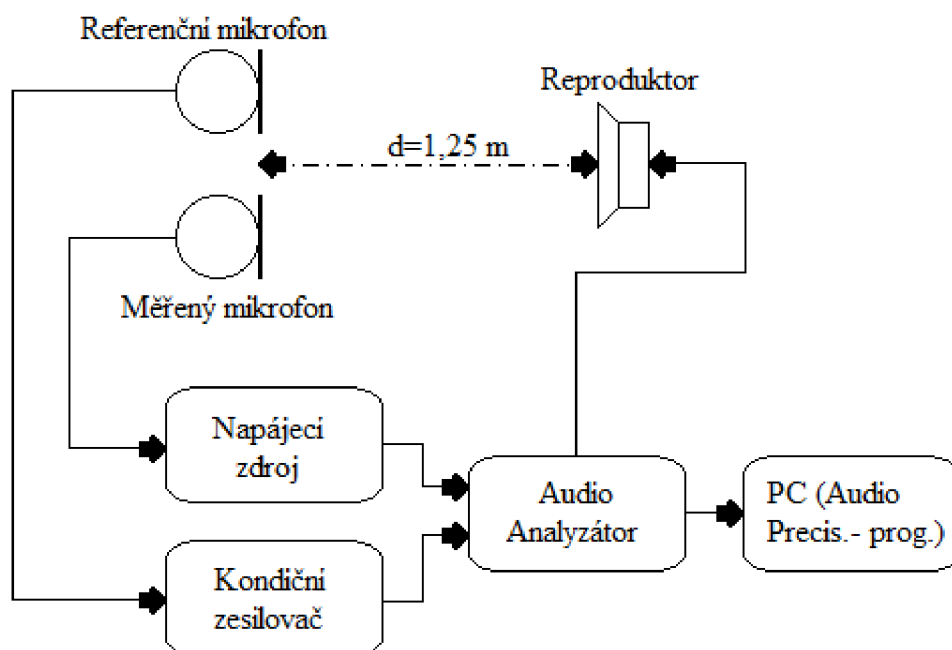 Referenční mikrofon
Reproduktor
d=1,25 m
Měřený mikrofon
Napájecí
zdroj
Audio
Analyzátor
PC (Audio
Precis.- prog.)
Kondiční
zesilovač